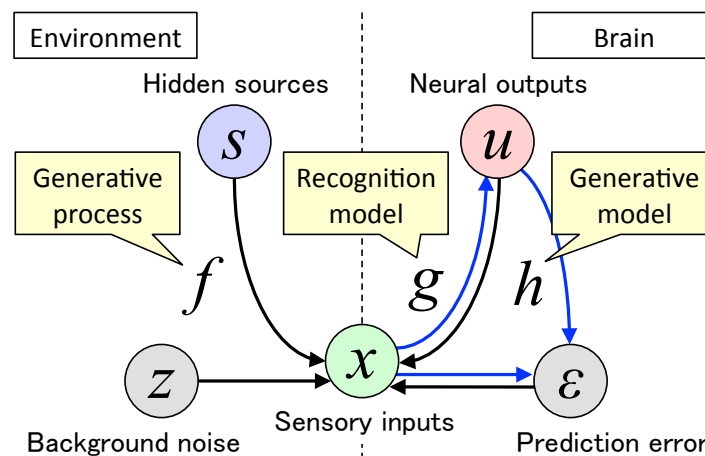 Environment
Brain
Hidden sources
Neural outputs
s
u
Generative
process
Recognition
model
Generative
model
f
g
h
z
x
ε
Sensory inputs
Background noise
Prediction error